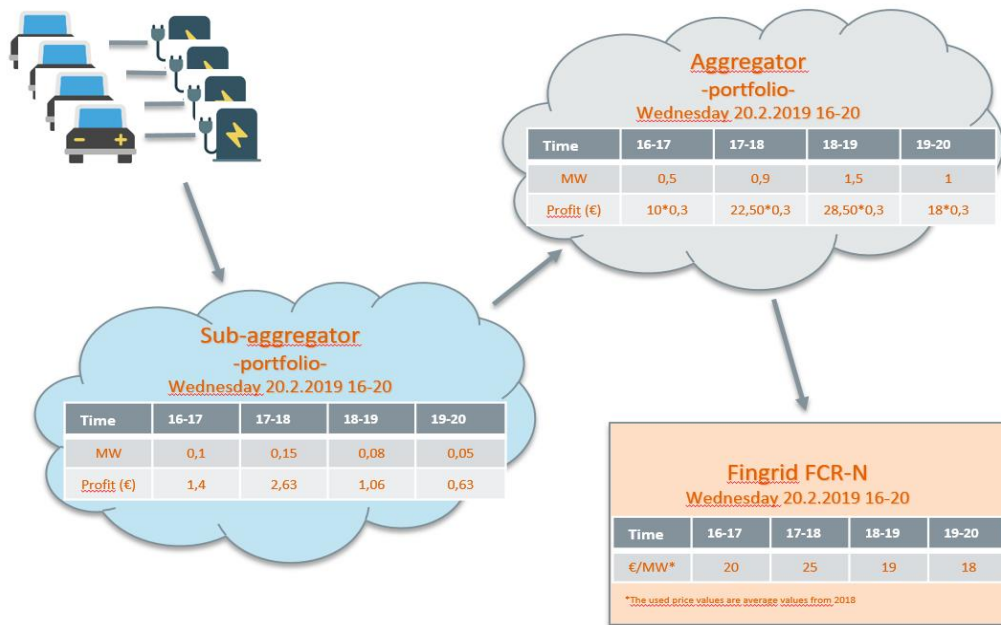 Aggregator
-portfolio-
Wednesday 20.2.2019 16-20
Time 16-17 17-18 18-19 19-20
MW 0,5 0,9 1,5 1
Profit (€) 10*0,3 22,50*0,3 28,50*0,3 18*0,3
Sub-aggregator
-portfolio-
Wednesday 20.2.2019 16-20
Time 16-17 17-18 18-19 19-20
MW 0,1 0,15 0,08 0,05
Profit (€) 1,4 2,63 1,06 0,63
Fingrid FCR-N
Wednesday 20.2.2019 16-20
Time 16-17 17-18 18-19 19-20
€/MW* 20 25 19 18
*The used price values are average values from 2018